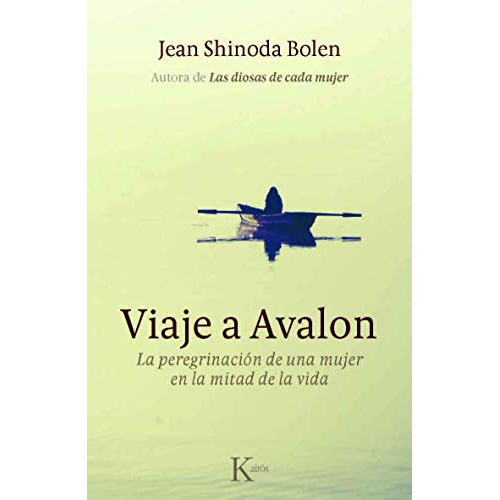 Jean Shinoda Bolen
Autora de Las diosas de cada mujer
Viaje a Avalon
La peregrinación de una mujer
en la mitad de la vida
Kairós